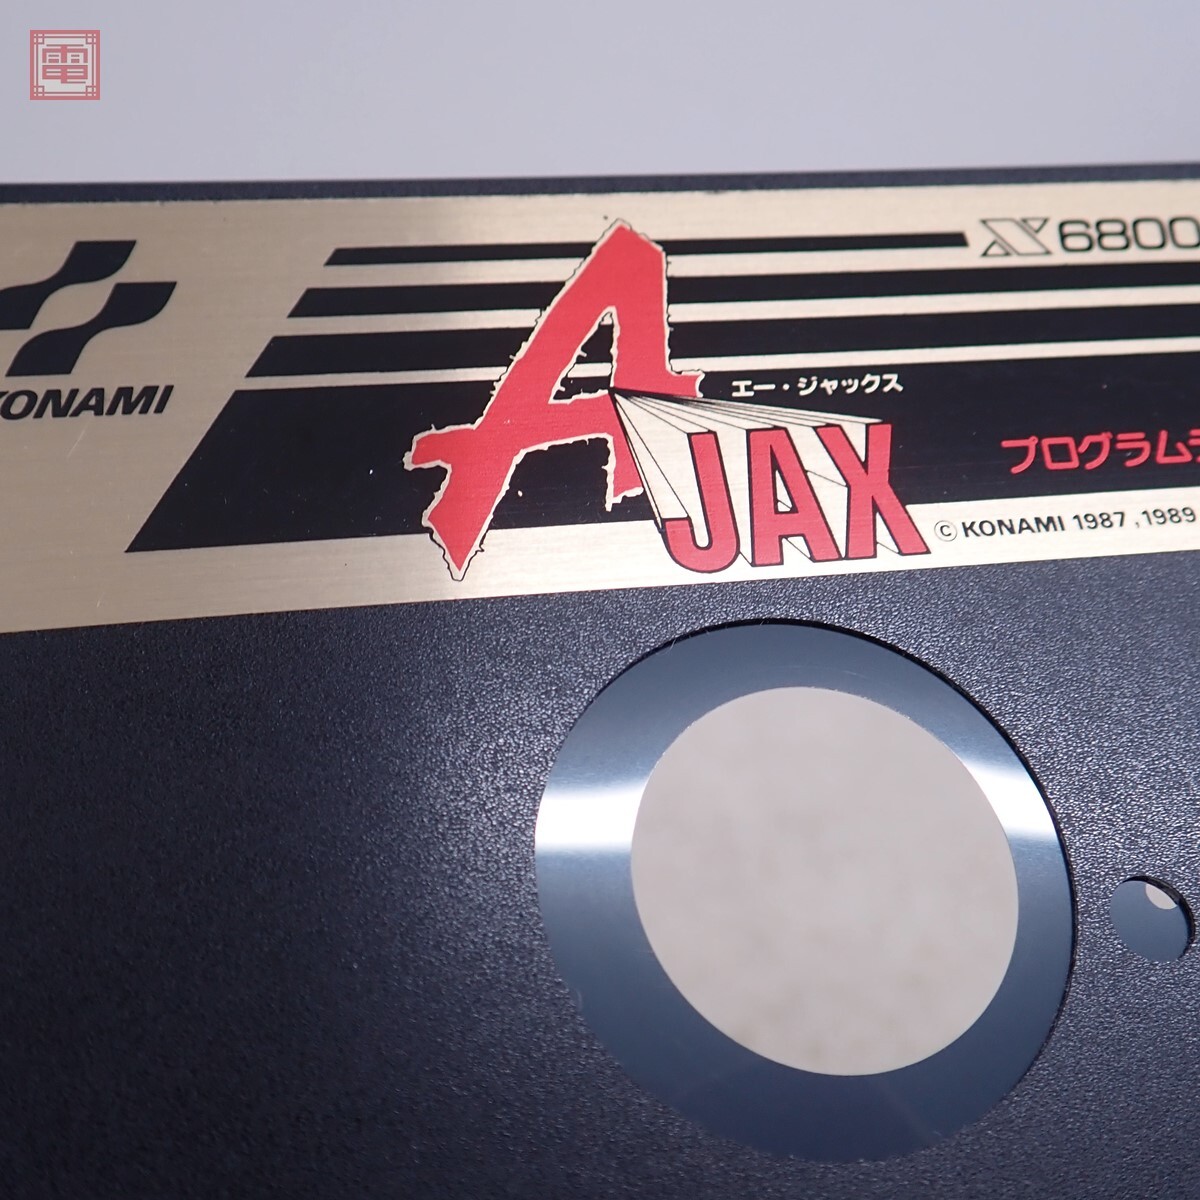 電
X6800
KONAMI
AJAX
エー・ジャックス
プログラムデ
© KONAMI 1987, 1989